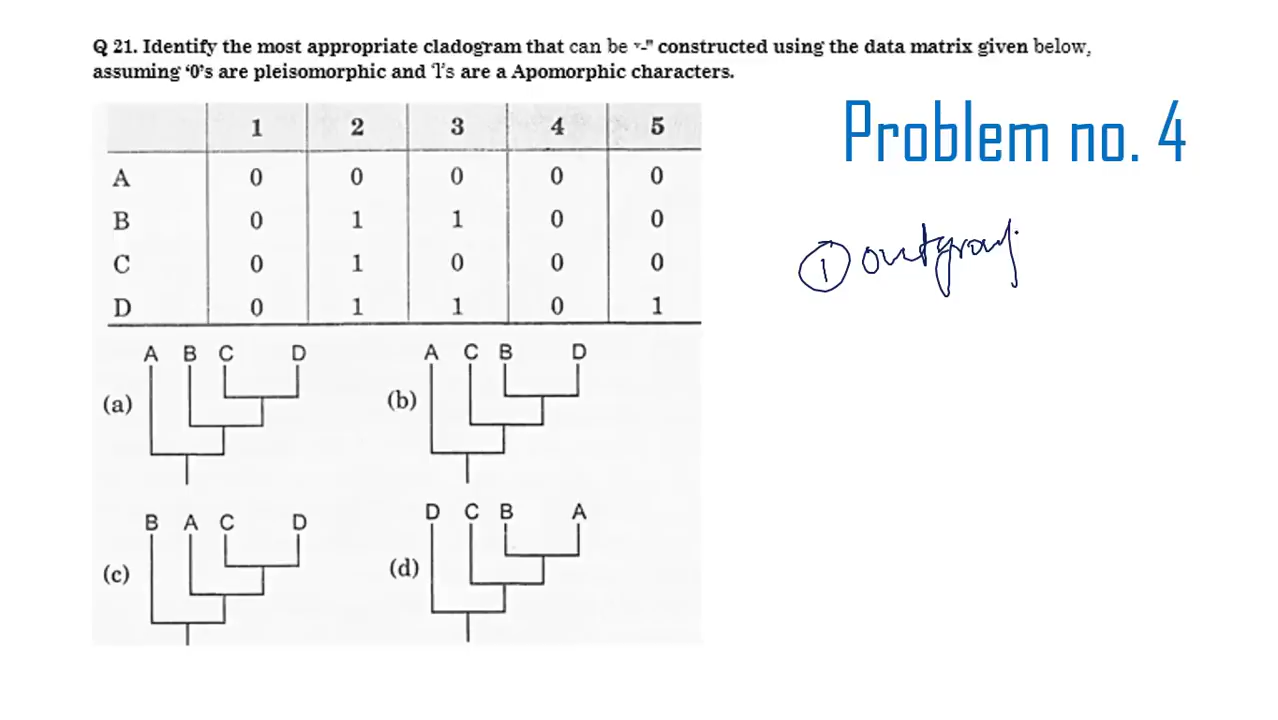 Q 21. Identify the most appropriate cladogram that can be "-" constructed using the data matrix given below,
assuming ‘0’s are pleisomorphic and ‘1’s are a Apomorphic characters.
Problem no. 4
1 2 3 4 5
A 0 0 0 0 0
B 0 1 1 0 0
C 0 1 0 0 0
D 0 1 1 0 1
① outgroup
A B C D
(a)
A C B D
(b)
B A C D
(c)
D C B A
(d)